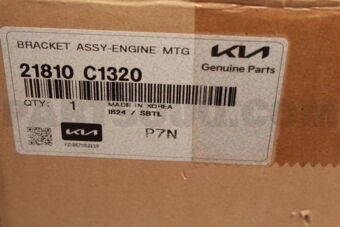 BRACKET ASSY-ENGINE MTG
KIA
21810 C1320
Genuine Parts
QTY: 1
MADE IN KOREA
IB24 / SBTL
KIA
P7N